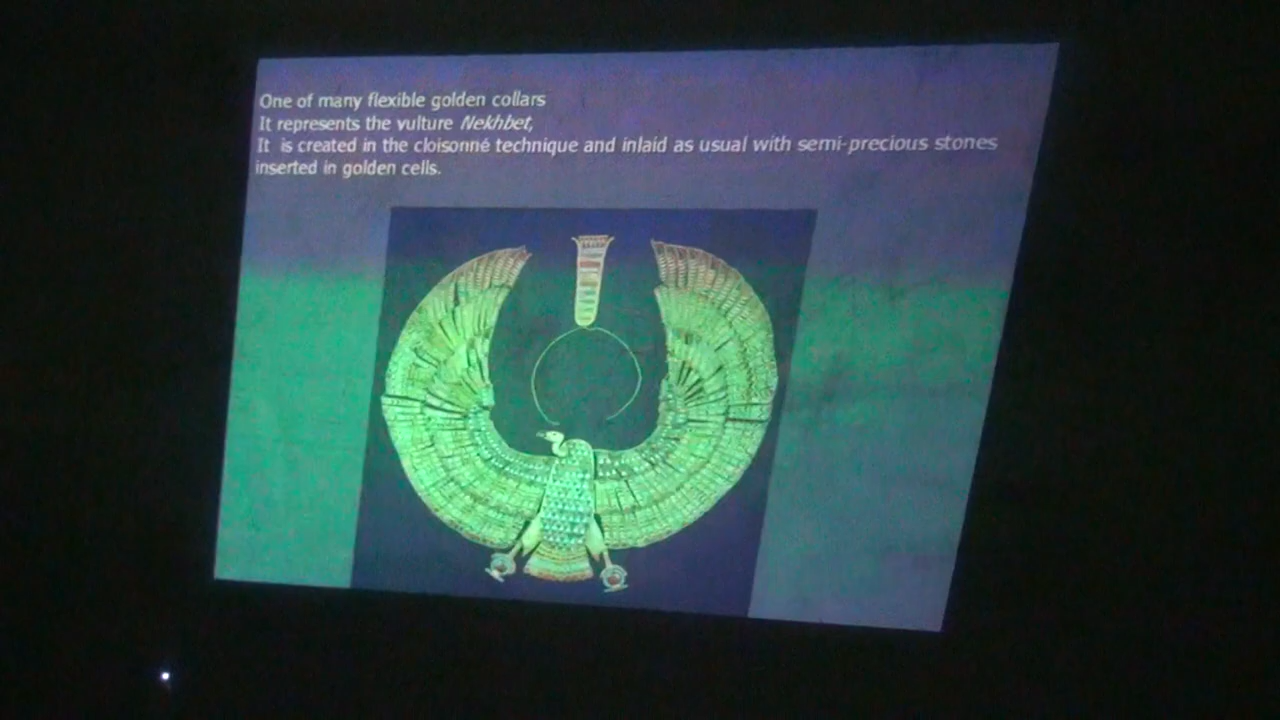 One of many flexible golden collars
It represents the vulture Nekhbet,
It is created in the cloisonné technique and inlaid as usual with semi-precious stones
inserted in golden cells.